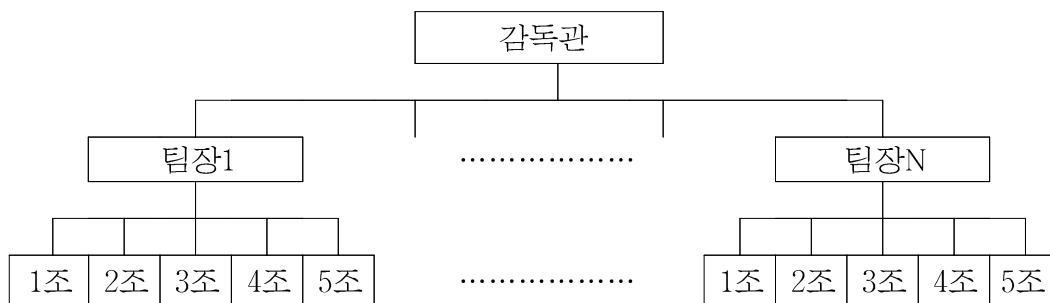 감독관
팀장1 ……………… 팀장N
1조 2조 3조 4조 5조 ……………… 1조 2조 3조 4조 5조